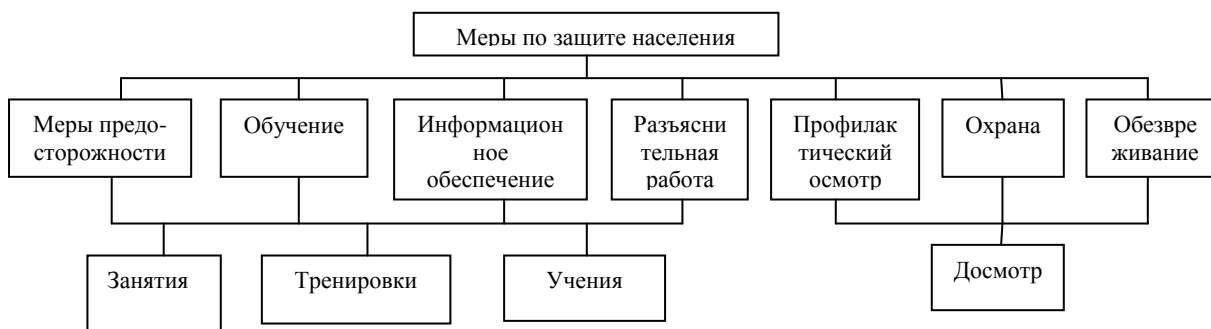 Меры по защите населения
Меры предо-
сторожности
Обучение
Информацион
ное
обеспечение
Разъясни
тельная
работа
Профилак
тический
осмотр
Охрана
Обезвре
живание
Занятия
Тренировки
Учения
Досмотр